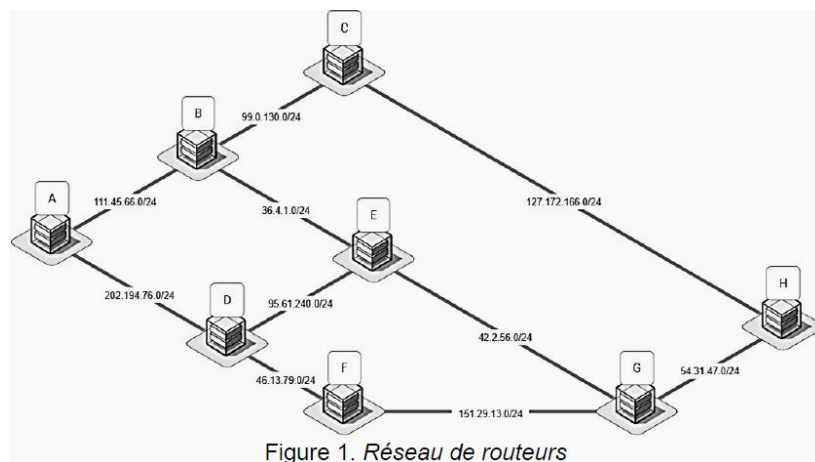 C
B
99.0.130.0/24
A
111.45.66.0/24
36.4.1.0/24
E
127.172.166.0/24
202.194.76.0/24
D
95.61.240.0/24
H
42.2.56.0/24
F
46.13.79.0/24
G
54.31.47.0/24
151.29.13.0/24
Figure 1. Réseau de routeurs